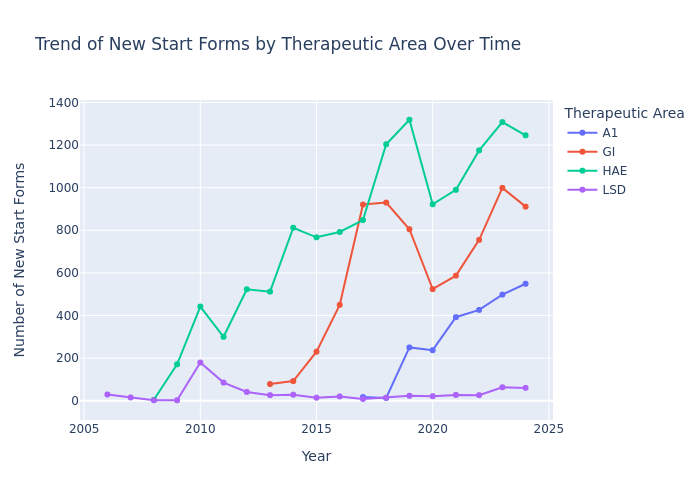 Trend of New Start Forms by Therapeutic Area Over Time
Number of New Start Forms
1400
1200
1000
800
600
400
200
0
2005
2010
2015
2020
2025
Year
Therapeutic Area
A1
GI
HAE
LSD